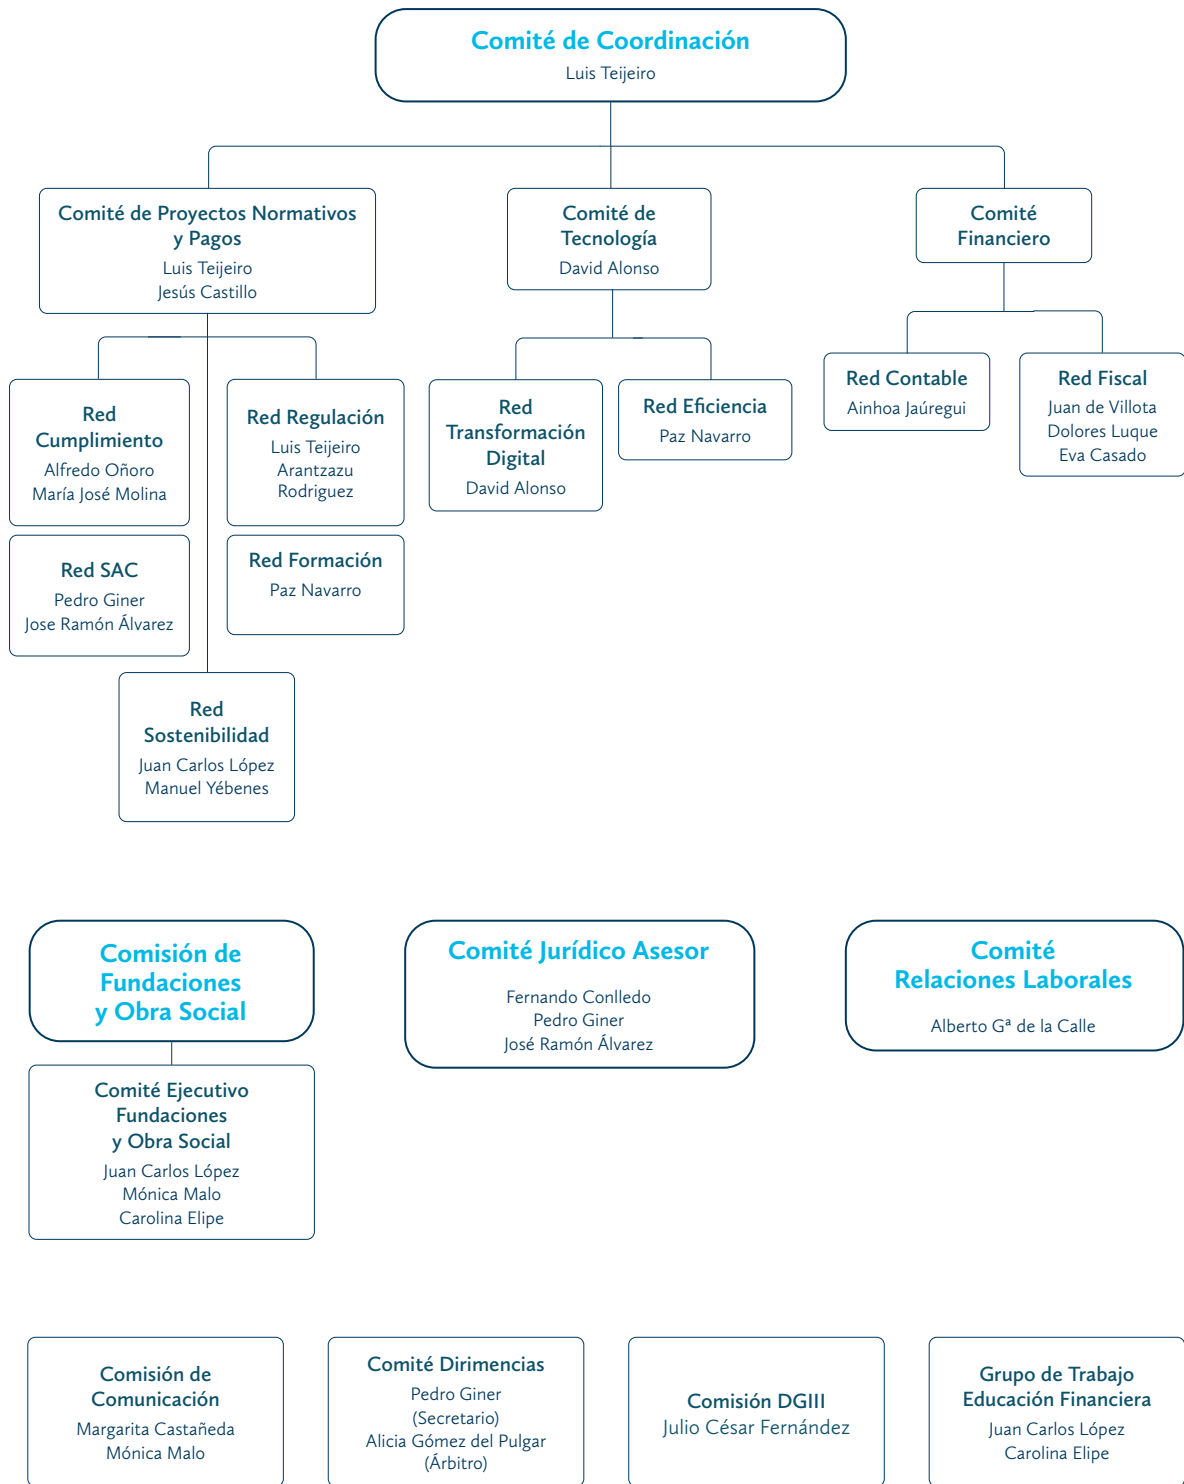 Comité de Coordinación
Luis Teijeiro
Comité de Proyectos Normativos
y Pagos
Luis Teijeiro
Jesús Castillo
Comité de
Tecnología
David Alonso
Comité
Financiero
Red
Cumplimiento
Alfredo Oñoro
María José Molina
Red Regulación
Luis Teijeiro
Arantzazu
Rodriguez
Red
Transformación
Digital
David Alonso
Red Eficiencia
Paz Navarro
Red Contable
Ainhoa Jaúregui
Red Fiscal
Juan de Villota
Dolores Luque
Eva Casado
Red SAC
Pedro Giner
Jose Ramón Álvarez
Red Formación
Paz Navarro
Red
Sostenibilidad
Juan Carlos López
Manuel Yébenes
Comisión de
Fundaciones
y Obra Social
Comité Jurídico Asesor
Fernando Conlledo
Pedro Giner
José Ramón Álvarez
Comité
Relaciones Laborales
Alberto Gª de la Calle
Comité Ejecutivo
Fundaciones
y Obra Social
Juan Carlos López
Mónica Malo
Carolina Elipe
Comisión de
Comunicación
Margarita Castañeda
Mónica Malo
Comité Dirimencias
Pedro Giner
(Secretario)
Alicia Gómez del Pulgar
(Árbitro)
Comisión DGIII
Julio César Fernández
Grupo de Trabajo
Educación Financiera
Juan Carlos López
Carolina Elipe